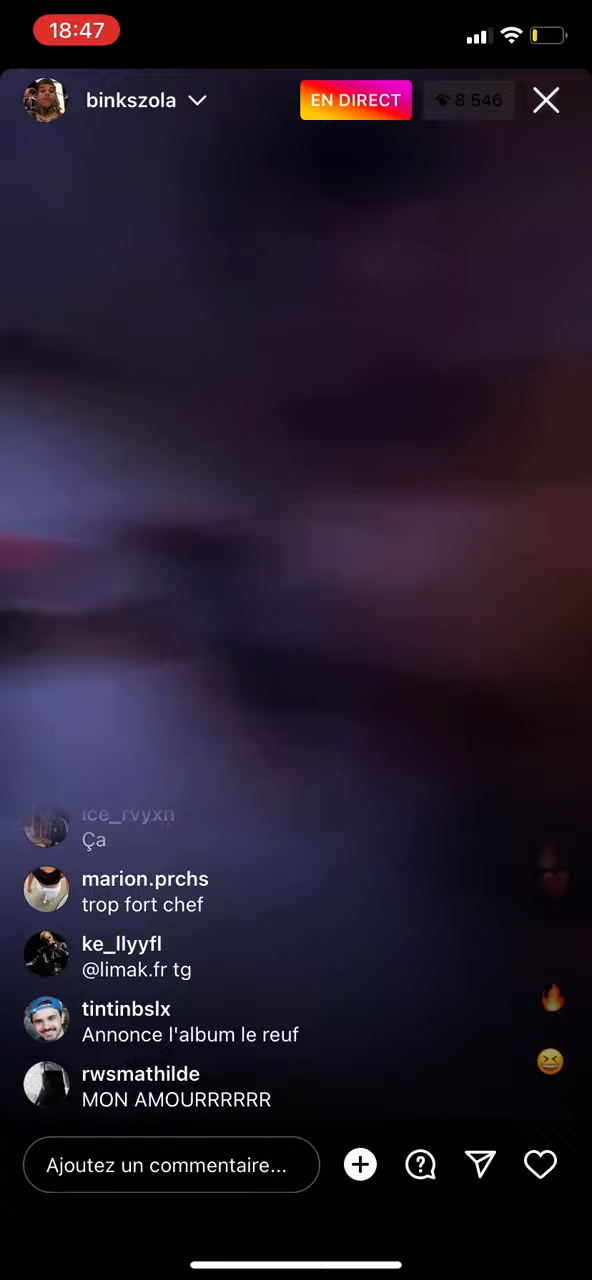 18:47
binkszola
EN DIRECT
8 546
ice_rvyxn
Ça
marion.prchs
trop fort chef
ke_llyyfl
@limak.fr tg
tintinbslx
Annonce l'album le reuf
rwsmathilde
MON AMOURRRRRR
Ajoutez un commentaire...